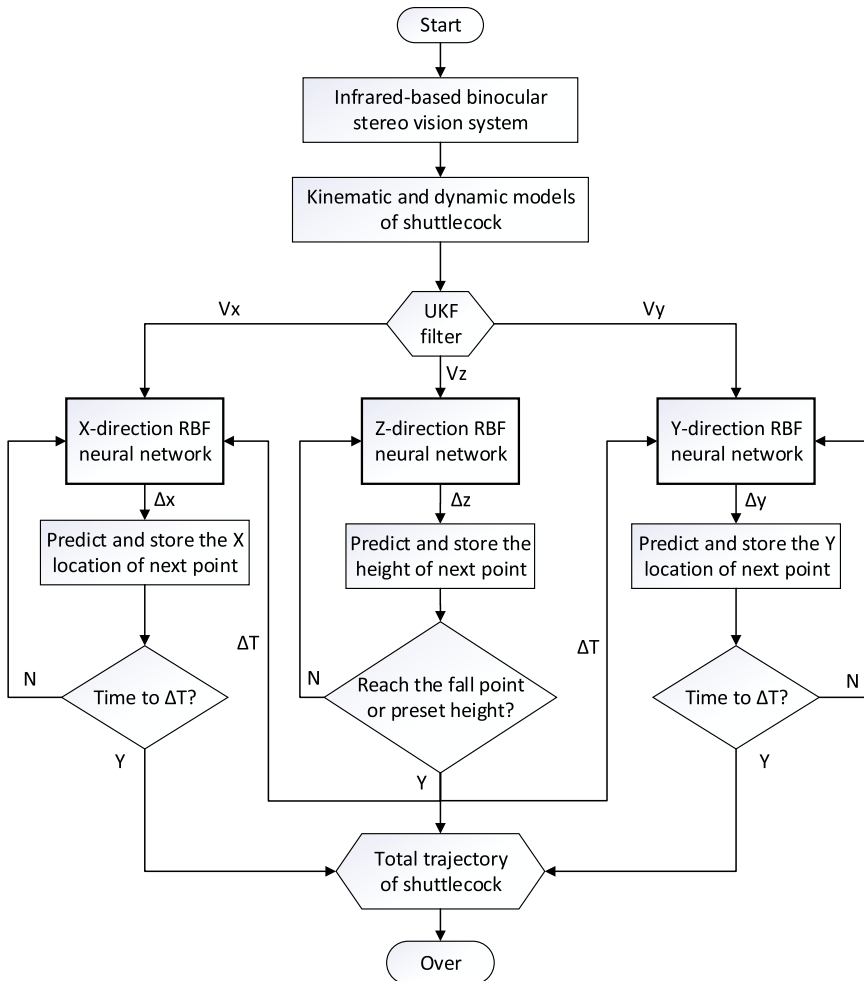 Start
Infrared-based binocular
stereo vision system
Kinematic and dynamic models
of shuttlecock
UKF
filter
Vx
Vy
Vz
X-direction RBF
neural network
Z-direction RBF
neural network
Y-direction RBF
neural network
Δx
Δz
Δy
Predict and store the X
location of next point
Predict and store the
height of next point
Predict and store the Y
location of next point
ΔT
ΔT
N
Time to ΔT?
N
Reach the fall point
or preset height?
Time to ΔT?
N
Y
Y
Y
Total trajectory
of shuttlecock
Over